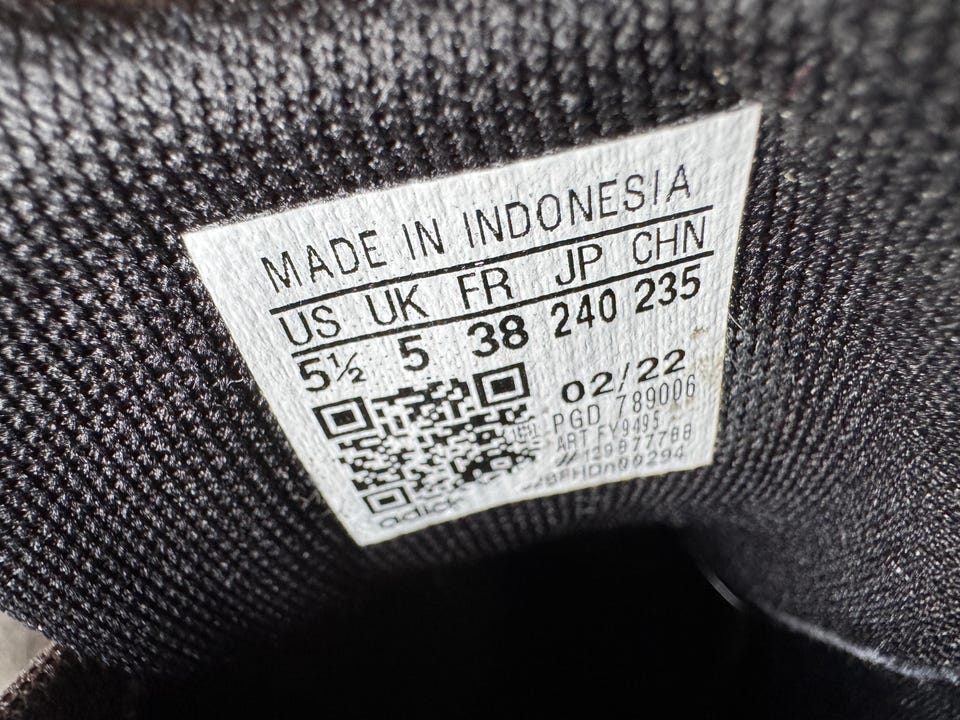 MADE IN INDONESIA
US UK FR JP CHN
5½ 5 38 240 235
02/22
PGD 789006
ART FY9495